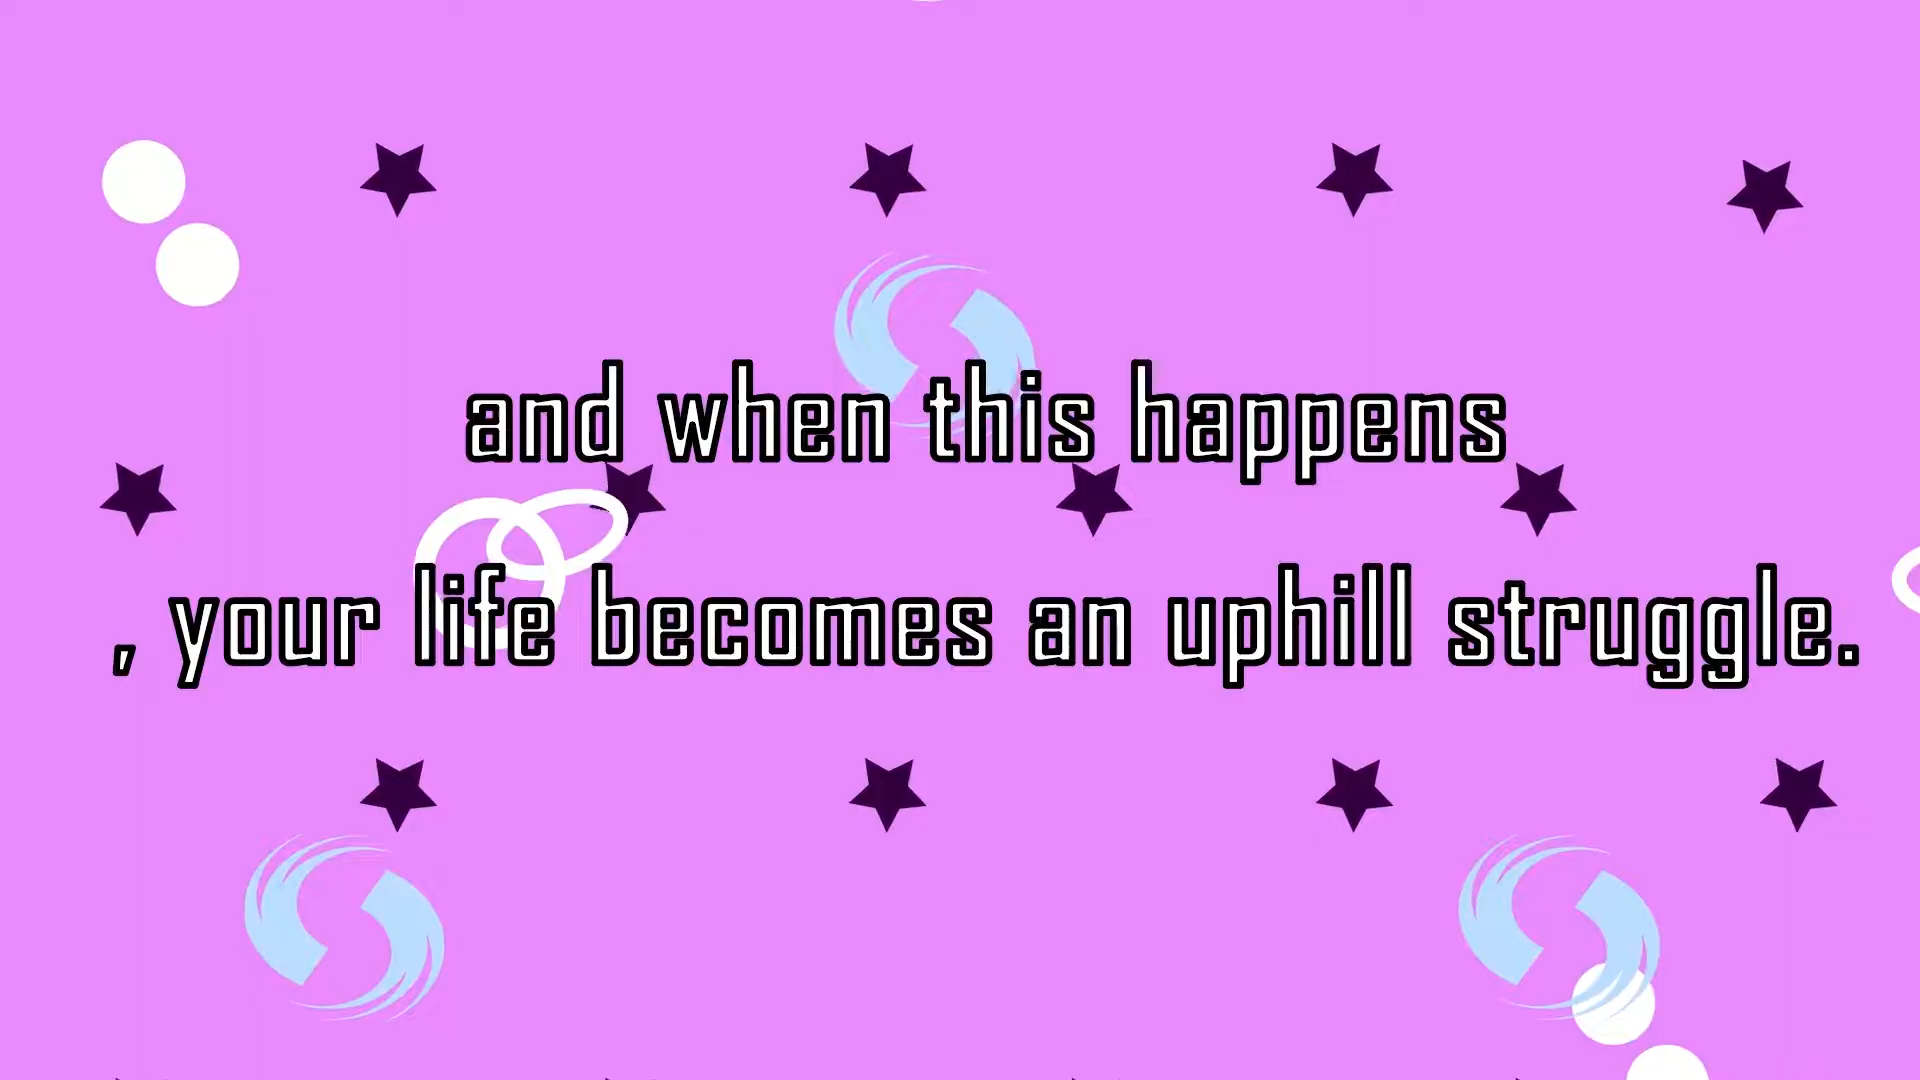 and when this happens
, your life becomes an uphill struggle.